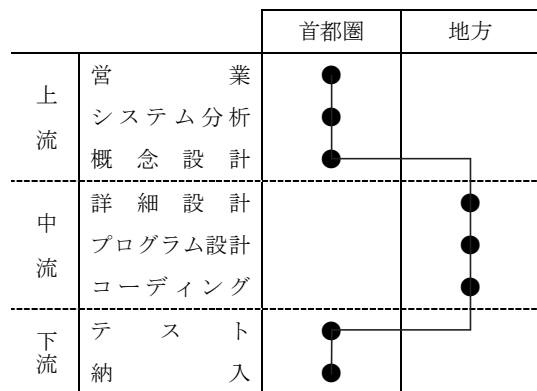 首都圏 地方
上流
営業
システム分析
概念設計
中流
詳細設計
プログラム設計
コーディング
下流
テスト
納入